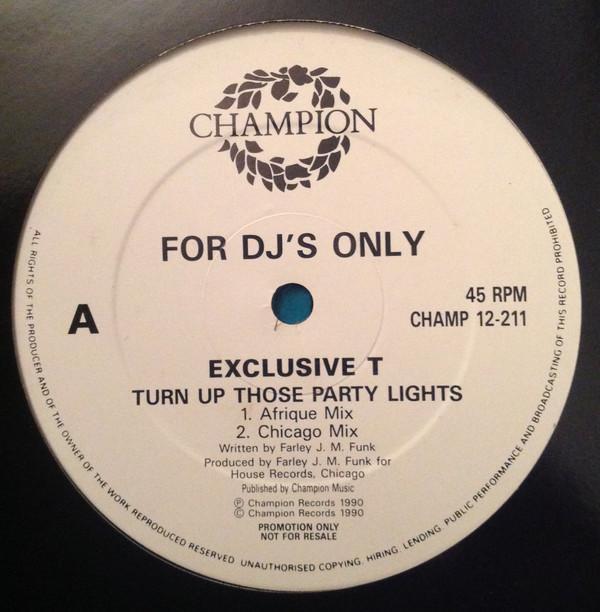 CHAMPION
FOR DJ'S ONLY
A
45 RPM
CHAMP 12-211
EXCLUSIVE T
TURN UP THOSE PARTY LIGHTS
1. Afrique Mix
2. Chicago Mix
Written by Farley J. M. Funk
Produced by Farley J. M. Funk for
House Records, Chicago
Published by Champion Music
Ⓟ Champion Records 1990
© Champion Records 1990
PROMOTION ONLY
NOT FOR RESALE
ALL RIGHTS OF THE PRODUCER AND OF THE OWNER OF THE WORK REPRODUCED RESERVED. UNAUTHORISED COPYING, HIRING, LENDING, PUBLIC PERFORMANCE AND BROADCASTING OF THIS RECORD PROHIBITED